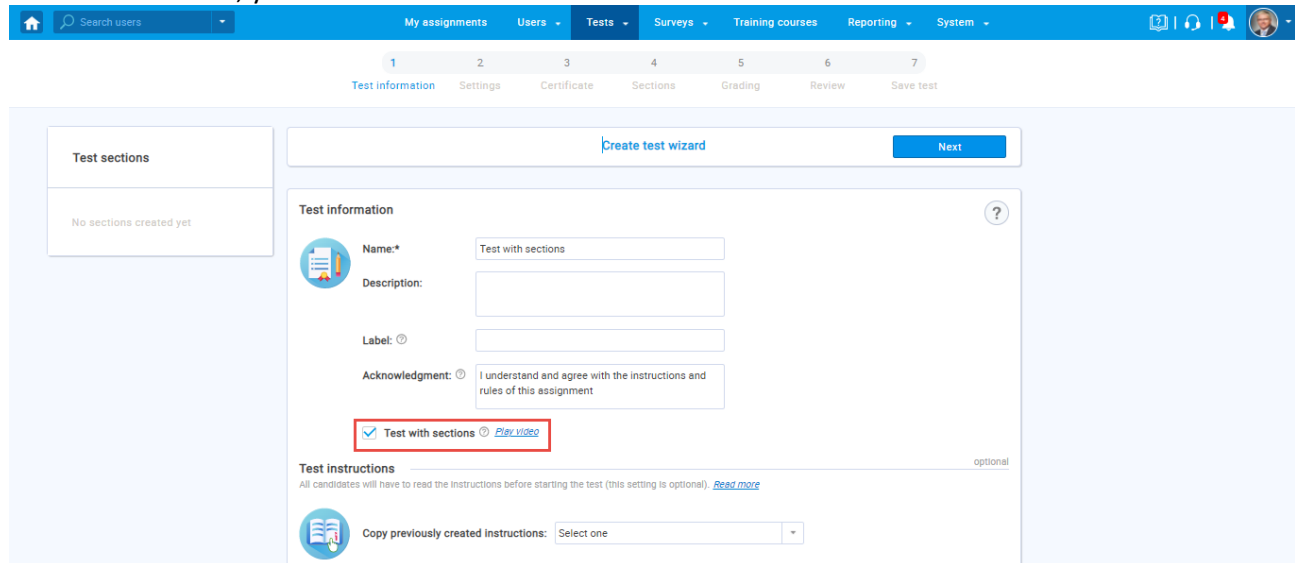 Search users
My assignments Users Tests Surveys Training courses Reporting System
4
1 2 3 4 5 6 7
Test information Settings Certificate Sections Grading Review Save test
Test sections
No sections created yet
Create test wizard
Next
Test information
?
Name:* Test with sections
Description:
Label: ?
Acknowledgment: ? I understand and agree with the instructions and
rules of this assignment
Test with sections ? Play video
Test instructions
optional
All candidates will have to read the instructions before starting the test (this setting is optional). Read more
Copy previously created instructions: Select one